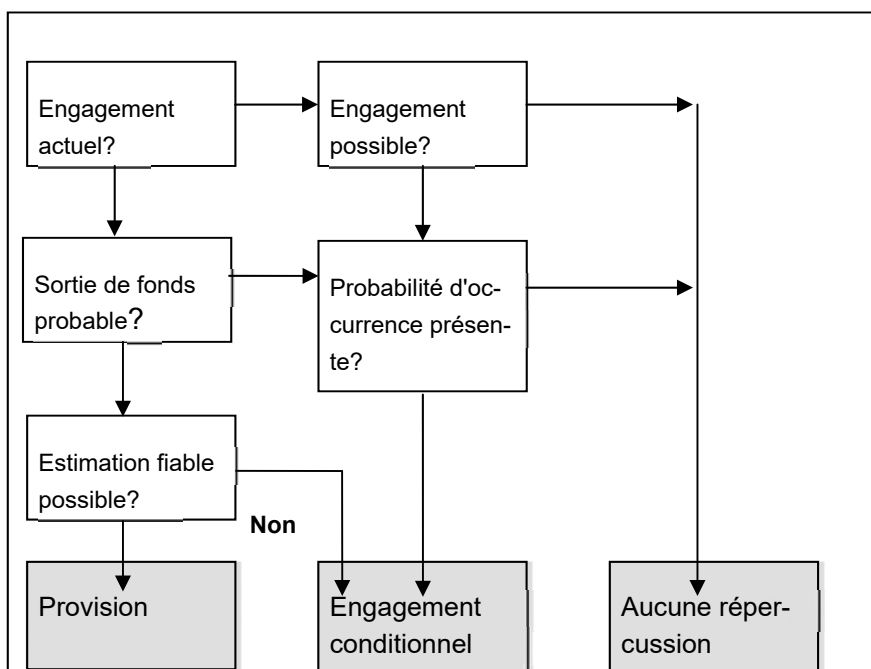 Engagement
actuel?
Engagement
possible?
Sortie de fonds
probable?
Probabilité d'oc-
currence présen-
te?
Estimation fiable
possible?
Non
Provision
Engagement
conditionnel
Aucune réper-
cussion